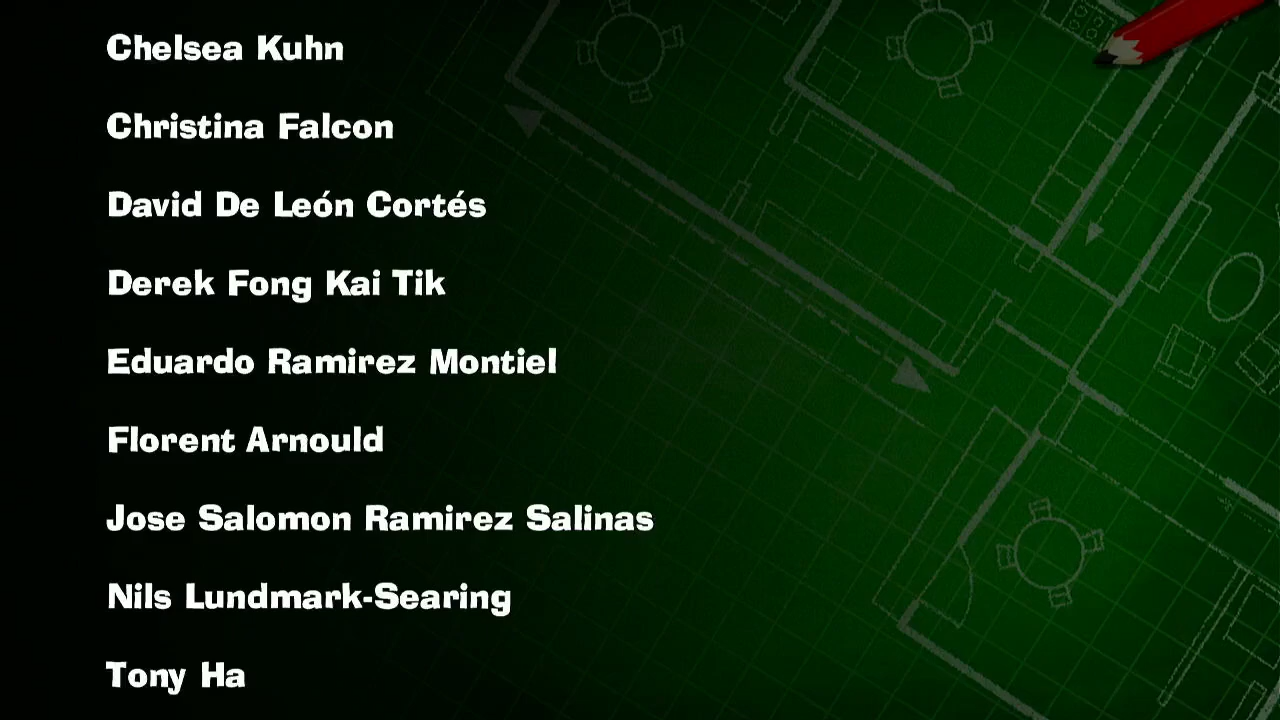 Chelsea Kuhn
Christina Falcon
David De León Cortés
Derek Fong Kai Tik
Eduardo Ramirez Montiel
Florent Arnould
Jose Salomon Ramirez Salinas
Nils Lundmark-Searing
Tony Ha